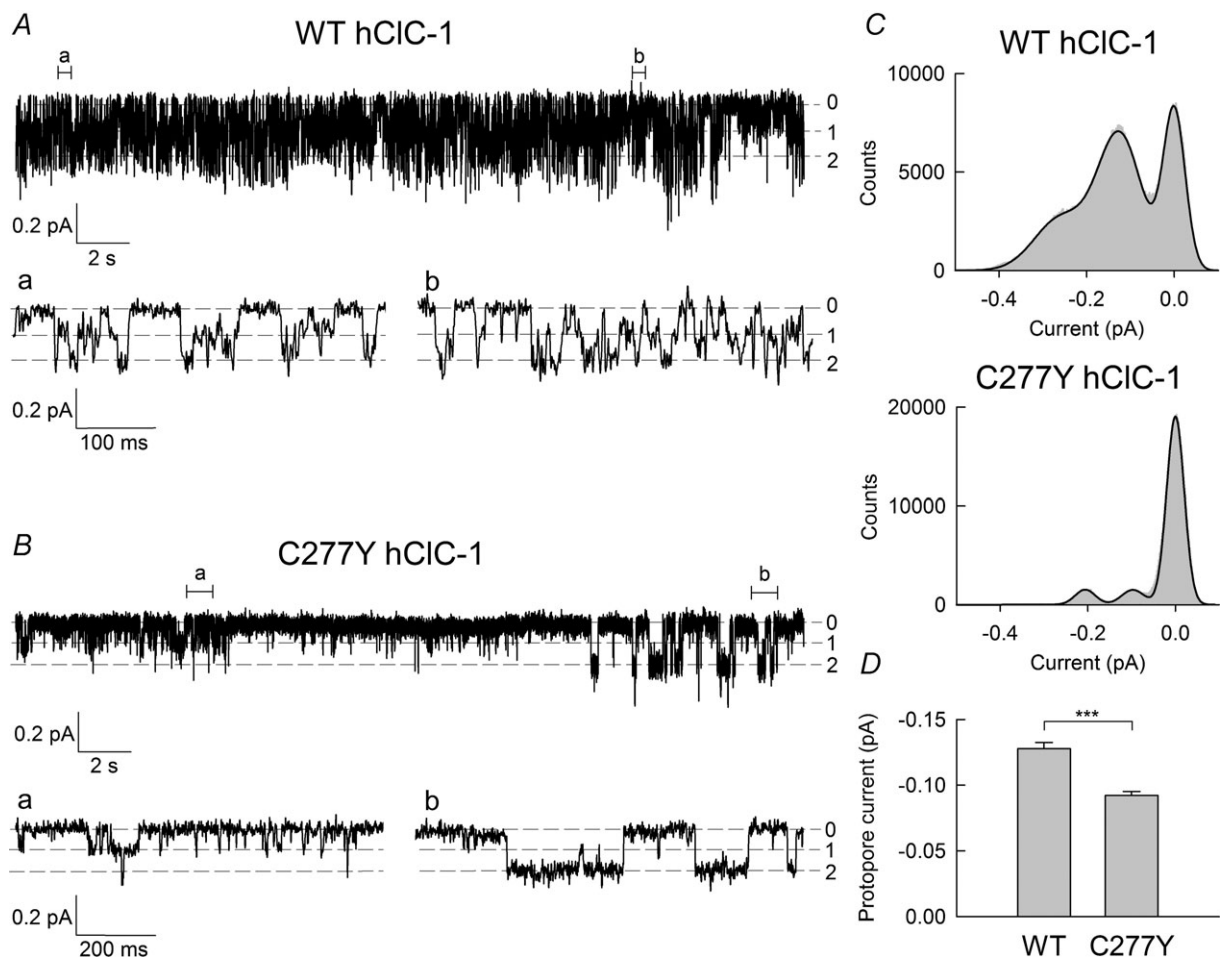 A
WT hClC-1
a
b
0
1
2
0.2 pA
2 s
a
b
0
1
2
0.2 pA
100 ms
B
C277Y hClC-1
a
b
0
1
2
0.2 pA
2 s
a
b
0
1
2
0.2 pA
200 ms
C
WT hClC-1
10000
5000
0
Counts
-0.4
-0.2
0.0
Current (pA)
C277Y hClC-1
20000
10000
0
Counts
-0.4
-0.2
0.0
Current (pA)
D
-0.15
-0.10
-0.05
0.00
Protopore current (pA)
***
WT
C277Y